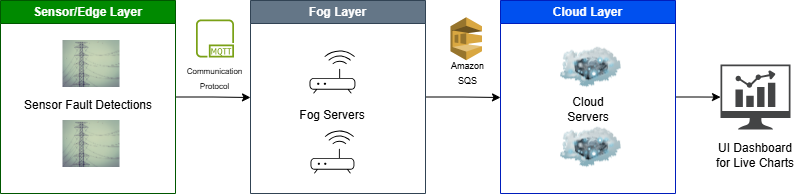 Sensor/Edge Layer
Fog Layer
Cloud Layer
MQTT
Communication
Protocol
Amazon
SQS
Sensor Fault Detections
Fog Servers
Cloud
Servers
UI Dashboard
for Live Charts